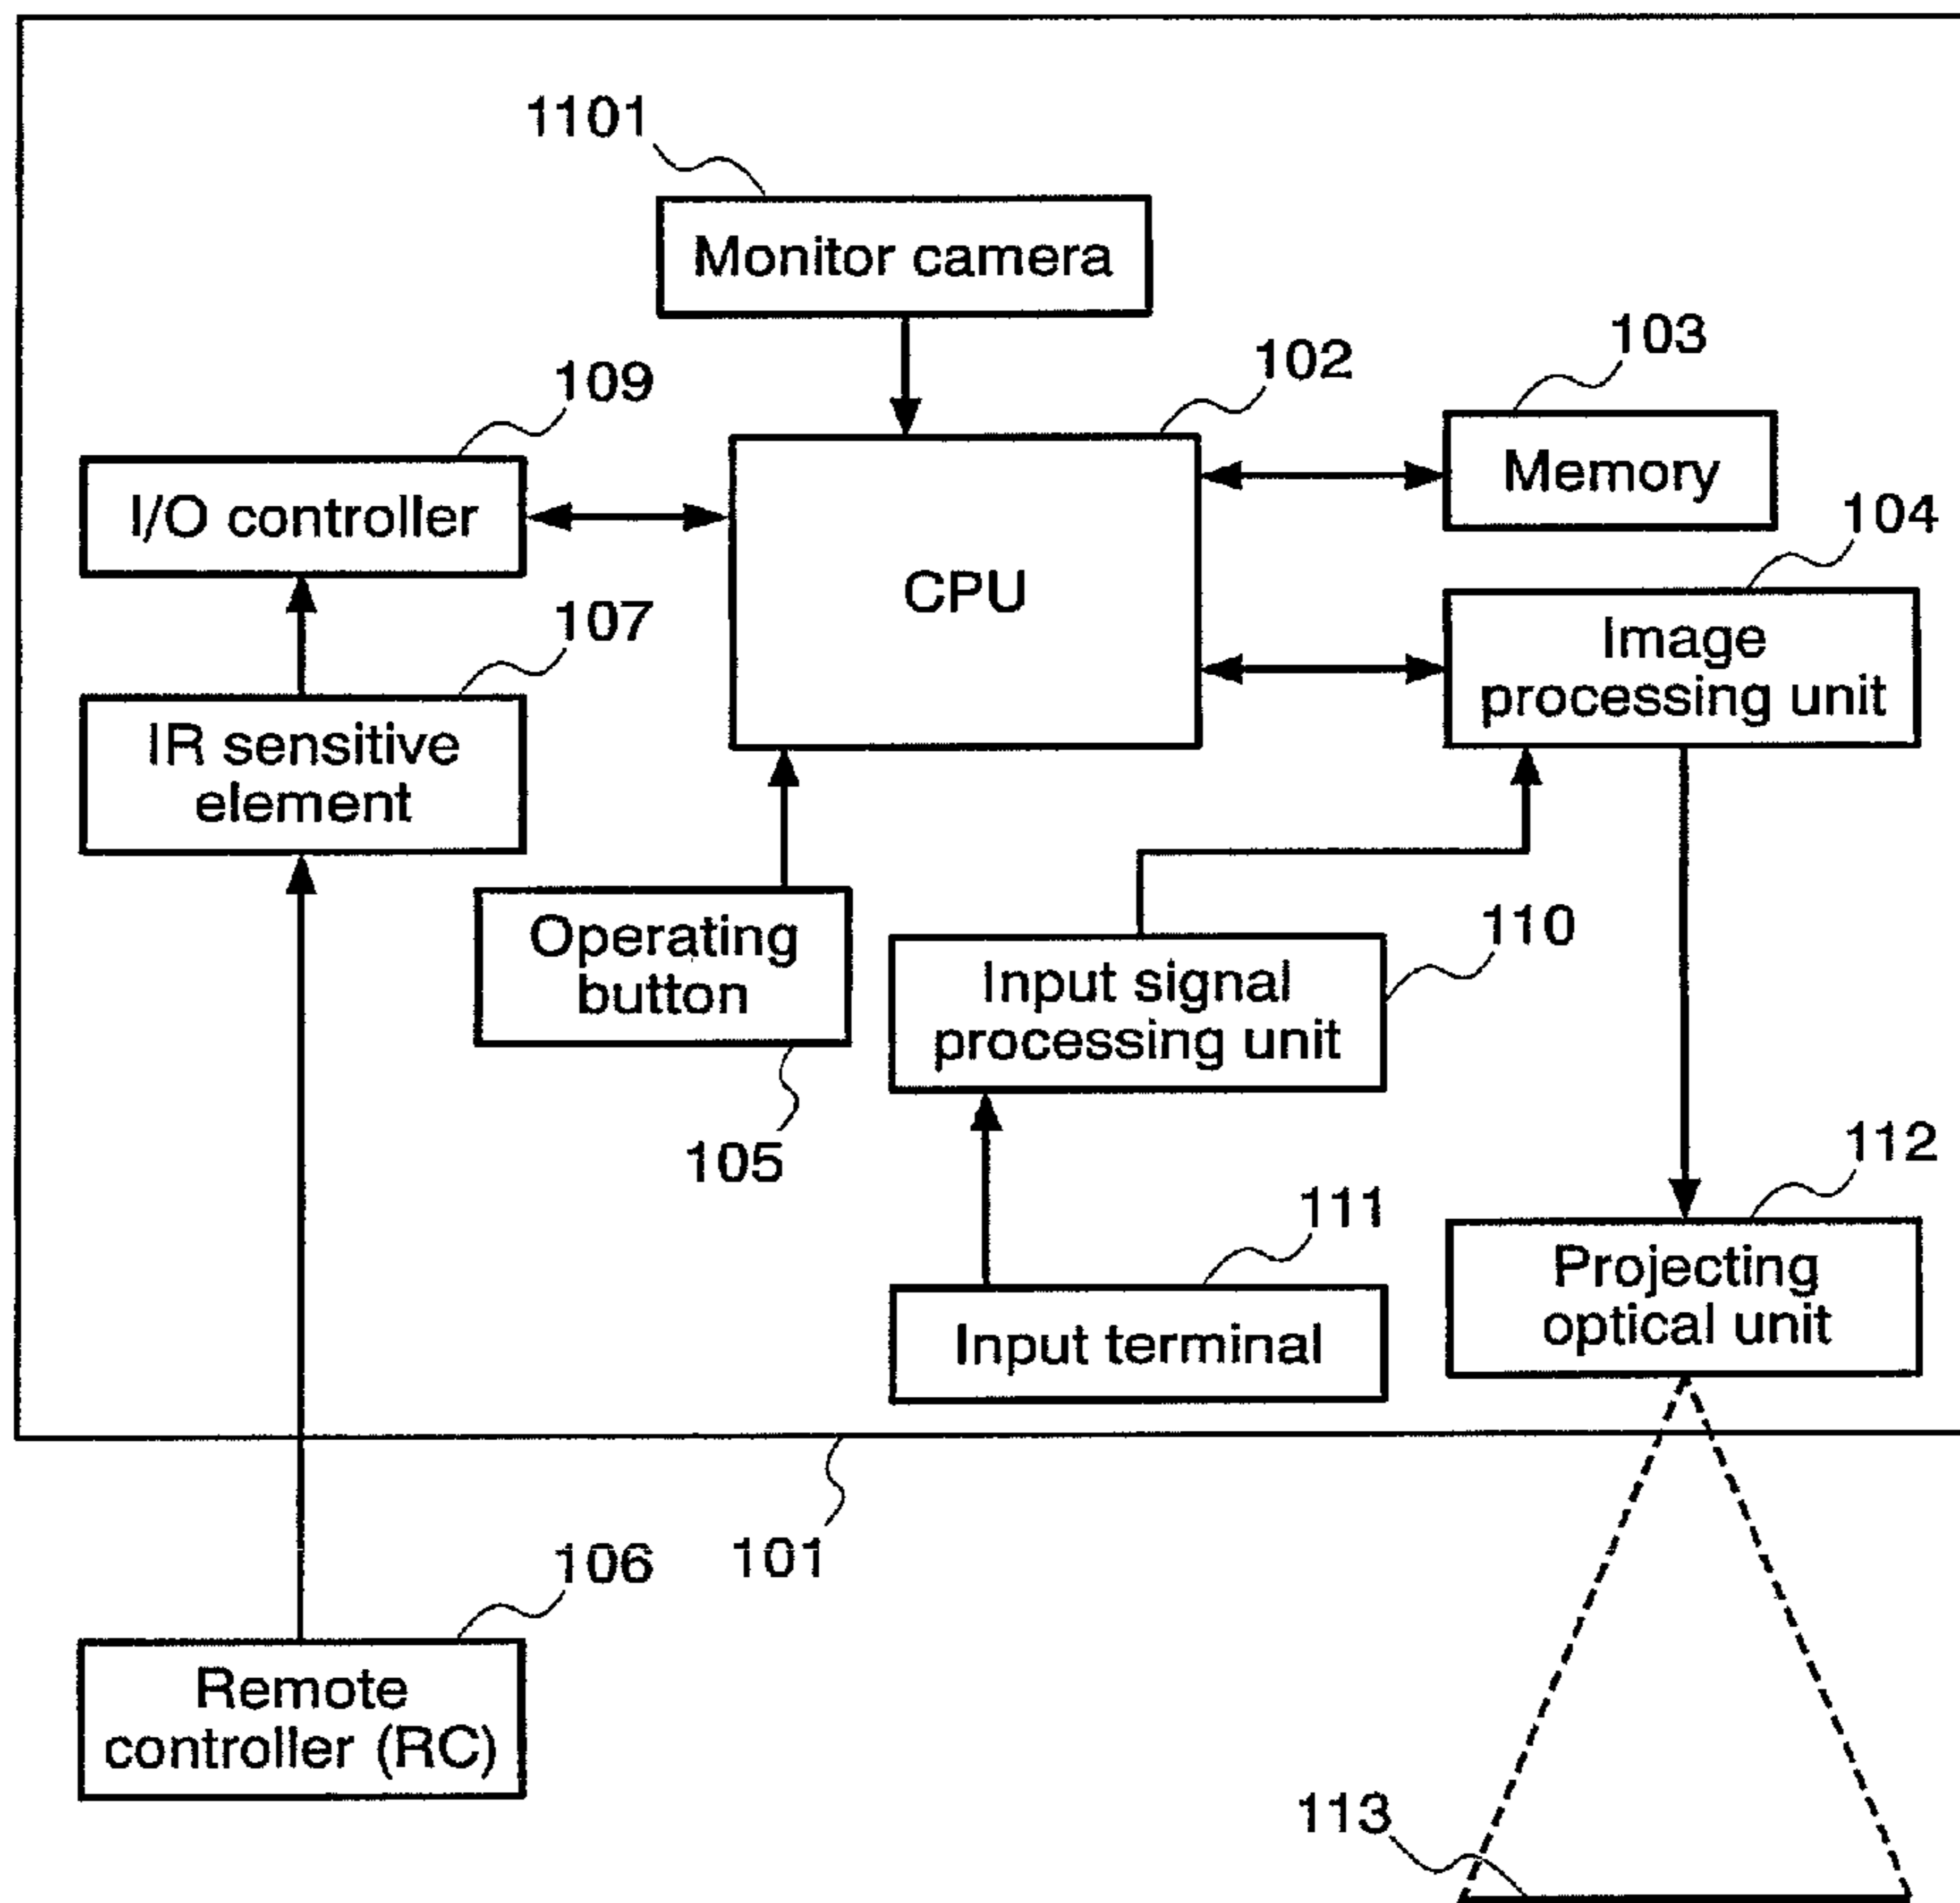 1101
Monitor camera
103
102
109
Memory
I/O controller
104
CPU
Image
processing unit
107
IR sensitive
element
Operating
button
110
Input signal
processing unit
105
112
111
Projecting
optical unit
Input terminal
101
106
Remote
controller (RC)
113